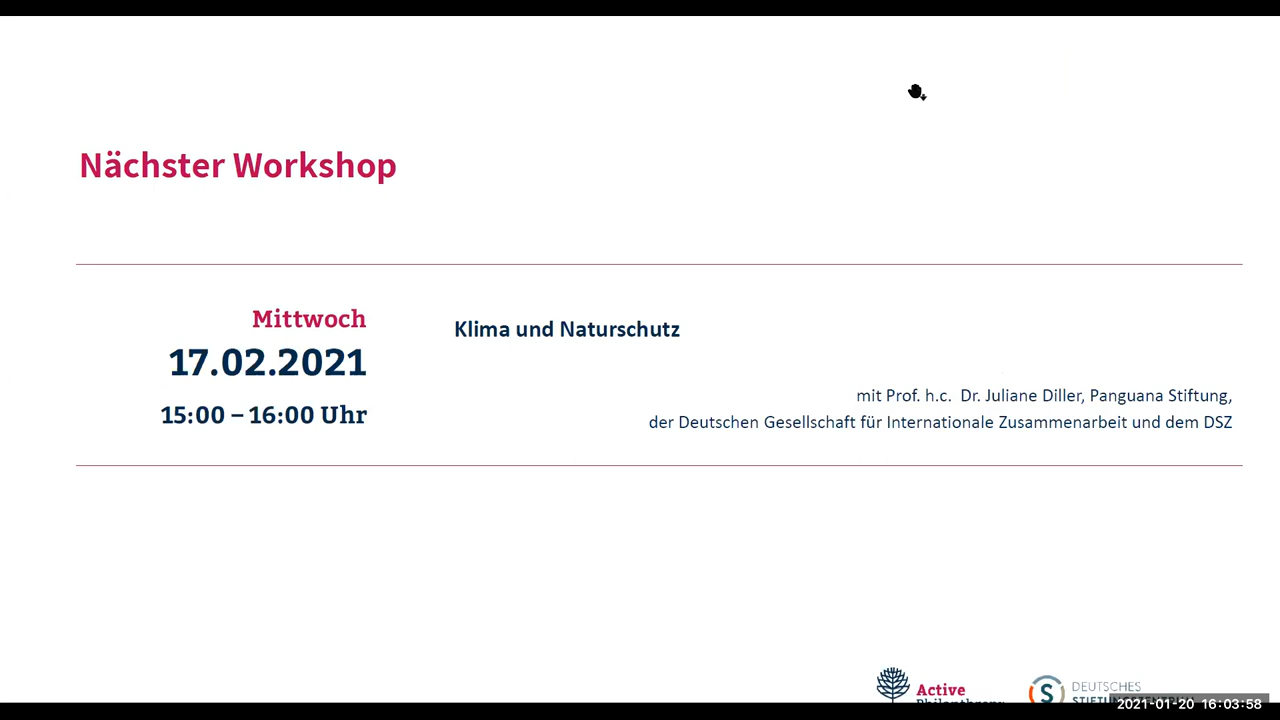 Nächster Workshop
Mittwoch
17.02.2021
15:00 – 16:00 Uhr
Klima und Naturschutz
mit Prof. h.c. Dr. Juliane Diller, Panguana Stiftung,
der Deutschen Gesellschaft für Internationale Zusammenarbeit und dem DSZ
Active
DEUTSCHES
2021-01-20 16:03:58